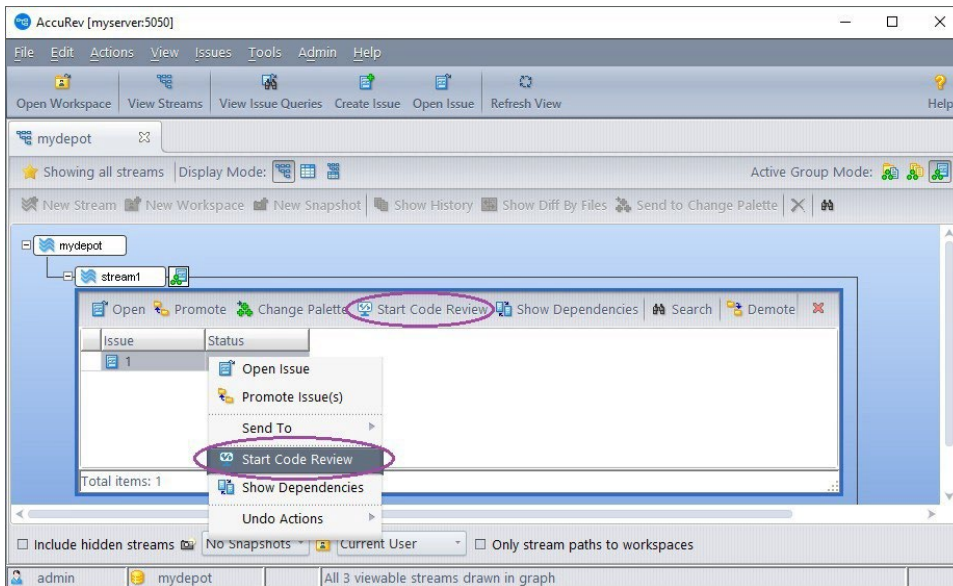 AccuRev [myserver:5050]
File Edit Actions View Issues Tools Admin Help
Open Workspace View Streams View Issue Queries Create Issue Open Issue Refresh View Help
mydepot
Showing all streams Display Mode: Active Group Mode:
New Stream New Workspace New Snapshot Show History Show Diff By Files Send to Change Palette
mydepot
stream1
Open Promote Change Palette Start Code Review Show Dependencies Search Demote
Issue Status
1
Open Issue
Promote Issue(s)
Send To
Start Code Review
Show Dependencies
Undo Actions
Total items: 1
Include hidden streams No Snapshots Current User Only stream paths to workspaces
admin mydepot All 3 viewable streams drawn in graph